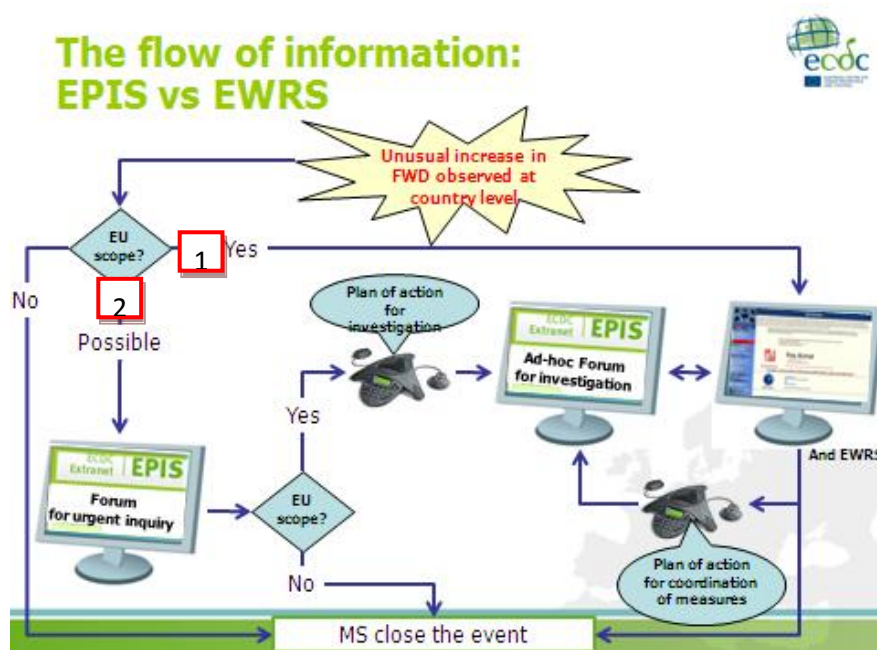 The flow of information:
EPIS vs EWRS
ecdc
Unusual increase in
FWD observed at
country level
EU
scope?
1
Yes
No
2
Possible
Plan of action
for
investigation
ECDC
Extranet
EPIS
Ad-hoc Forum
for investigation
And EWRS
Yes
ECDC
Extranet
EPIS
Forum
for urgent inquiry
EU
scope?
No
Plan of action
for coordination
of measures
MS close the event